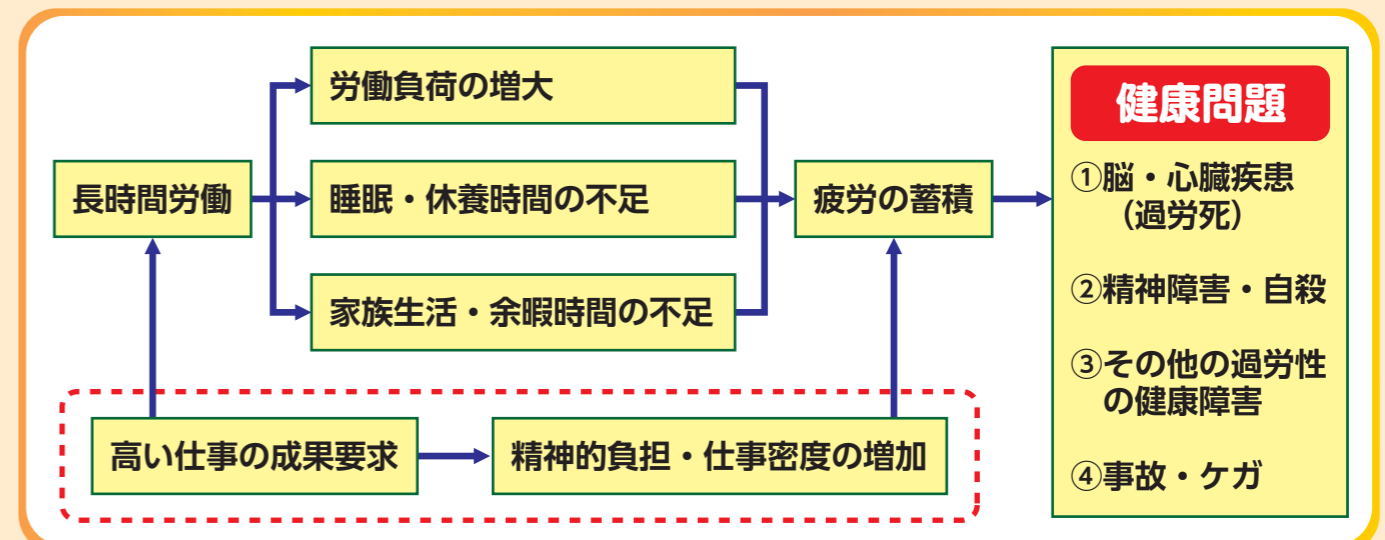 労働負荷の増大
長時間労働
睡眠・休養時間の不足
家族生活・余暇時間の不足
疲労の蓄積
高い仕事の成果要求
精神的負担・仕事密度の増加
健康問題
①脳・心臓疾患
（過労死）
②精神障害・自殺
③その他の過労性
の健康障害
④事故・ケガ